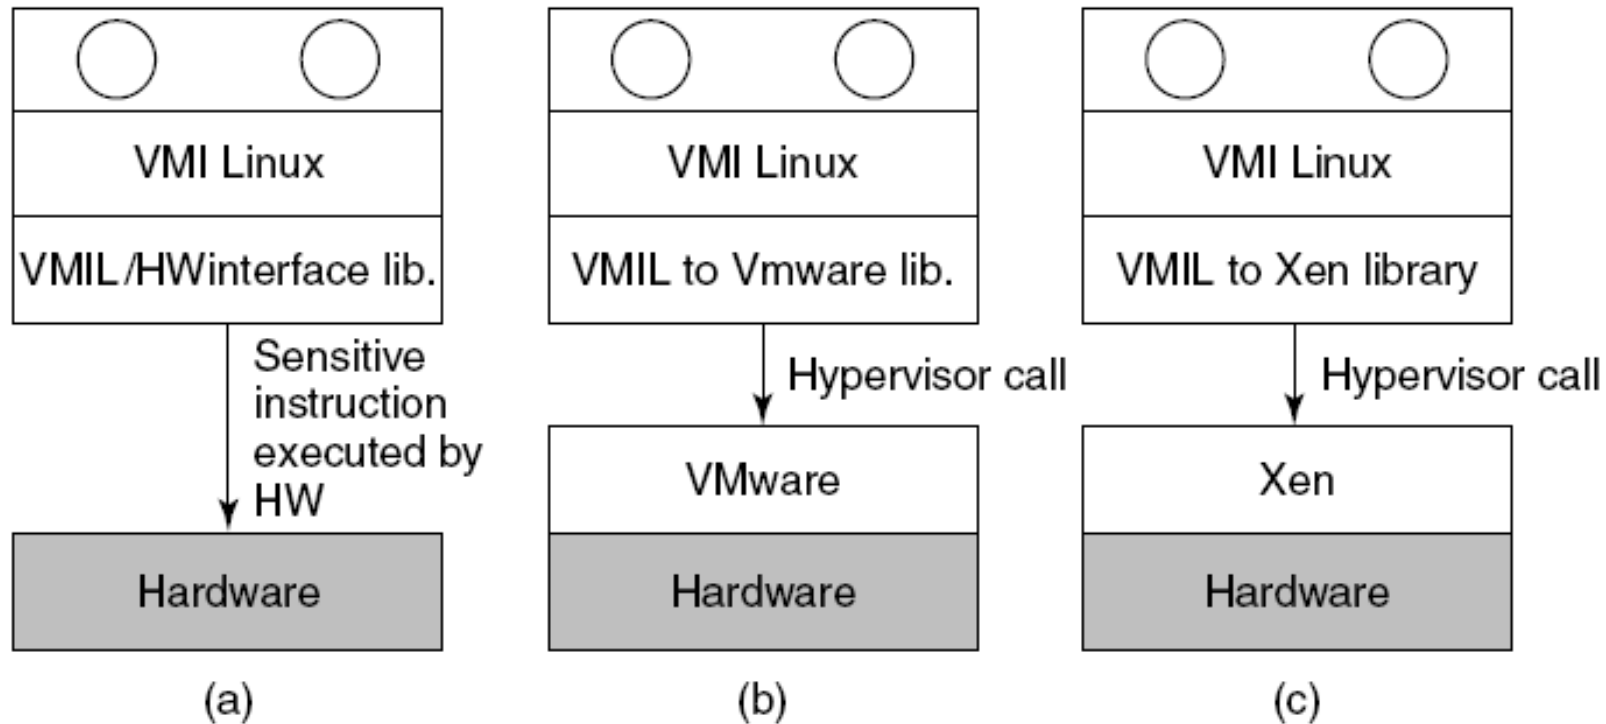 VMI Linux
VMIL/HWinterface lib.
Sensitive
instruction
executed by
HW
Hardware
(a)
VMI Linux
VMIL to Vmware lib.
Hypervisor call
VMware
Hardware
(b)
VMI Linux
VMIL to Xen library
Hypervisor call
Xen
Hardware
(c)